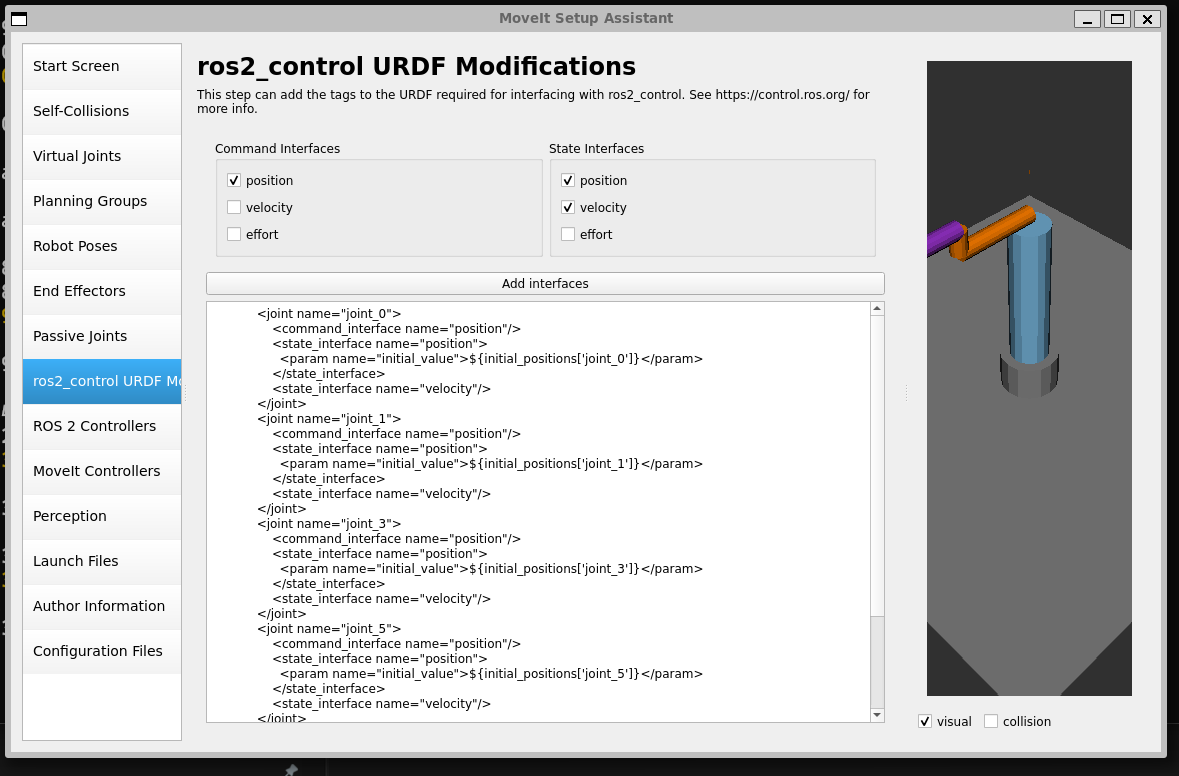 MoveIt Setup Assistant
Start Screen
Self-Collisions
Virtual Joints
Planning Groups
Robot Poses
End Effectors
Passive Joints
ros2_control URDF Mo
ROS 2 Controllers
MoveIt Controllers
Perception
Launch Files
Author Information
Configuration Files
ros2_control URDF Modifications
This step can add the tags to the URDF required for interfacing with ros2_control. See https://control.ros.org/ for
more info.
Command Interfaces
position
velocity
effort
State Interfaces
position
velocity
effort
Add interfaces
<joint name="joint_0">
<command_interface name="position"/>
<state_interface name="position">
<param name="initial_value">${initial_positions['joint_0']}</param>
</state_interface>
<state_interface name="velocity"/>
</joint>
<joint name="joint_1">
<command_interface name="position"/>
<state_interface name="position">
<param name="initial_value">${initial_positions['joint_1']}</param>
</state_interface>
<state_interface name="velocity"/>
</joint>
<joint name="joint_3">
<command_interface name="position"/>
<state_interface name="position">
<param name="initial_value">${initial_positions['joint_3']}</param>
</state_interface>
<state_interface name="velocity"/>
</joint>
<joint name="joint_5">
<command_interface name="position"/>
<state_interface name="position">
<param name="initial_value">${initial_positions['joint_5']}</param>
</state_interface>
<state_interface name="velocity"/>
</joint>
visual
collision